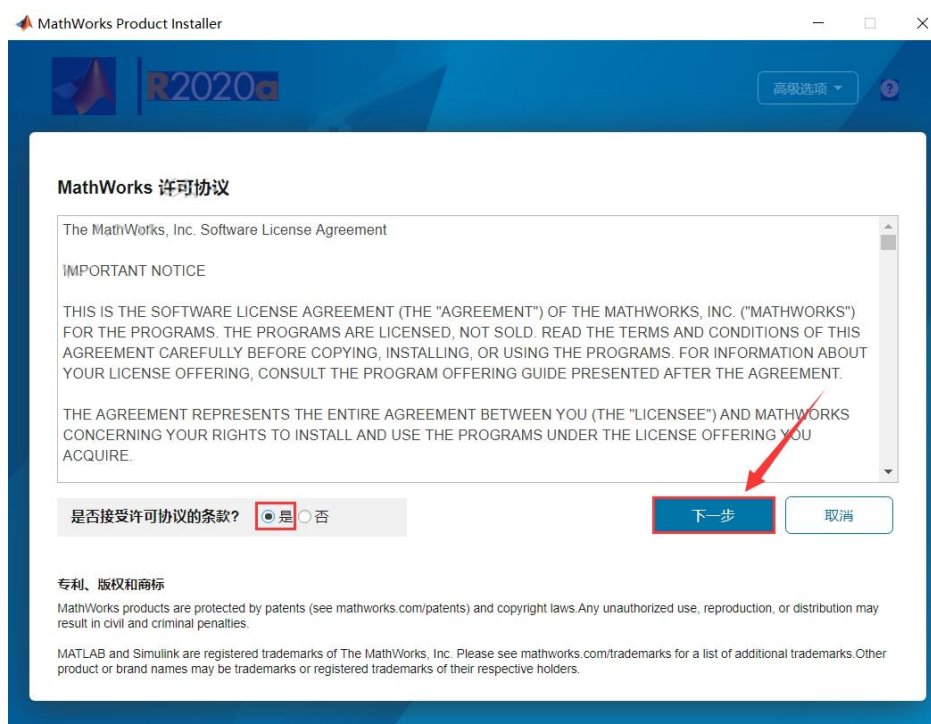 MathWorks Product Installer
R2020a
高级选项
?
MathWorks 许可协议
The MathWorks, Inc. Software License Agreement
IMPORTANT NOTICE
THIS IS THE SOFTWARE LICENSE AGREEMENT (THE "AGREEMENT") OF THE MATHWORKS, INC. ("MATHWORKS")
FOR THE PROGRAMS. THE PROGRAMS ARE LICENSED, NOT SOLD. READ THE TERMS AND CONDITIONS OF THIS
AGREEMENT CAREFULLY BEFORE COPYING, INSTALLING, OR USING THE PROGRAMS. FOR INFORMATION ABOUT
YOUR LICENSE OFFERING, CONSULT THE PROGRAM OFFERING GUIDE PRESENTED AFTER THE AGREEMENT.
THE AGREEMENT REPRESENTS THE ENTIRE AGREEMENT BETWEEN YOU (THE "LICENSEE") AND MATHWORKS
CONCERNING YOUR RIGHTS TO INSTALL AND USE THE PROGRAMS UNDER THE LICENSE OFFERING YOU
ACQUIRE.
是否接受许可协议的条款? 是 否
下一步
取消
专利、版权和商标
MathWorks products are protected by patents (see mathworks.com/patents) and copyright laws.Any unauthorized use, reproduction, or distribution may
result in civil and criminal penalties.
MATLAB and Simulink are registered trademarks of The MathWorks, Inc. Please see mathworks.com/trademarks for a list of additional trademarks.Other
product or brand names may be trademarks or registered trademarks of their respective holders.